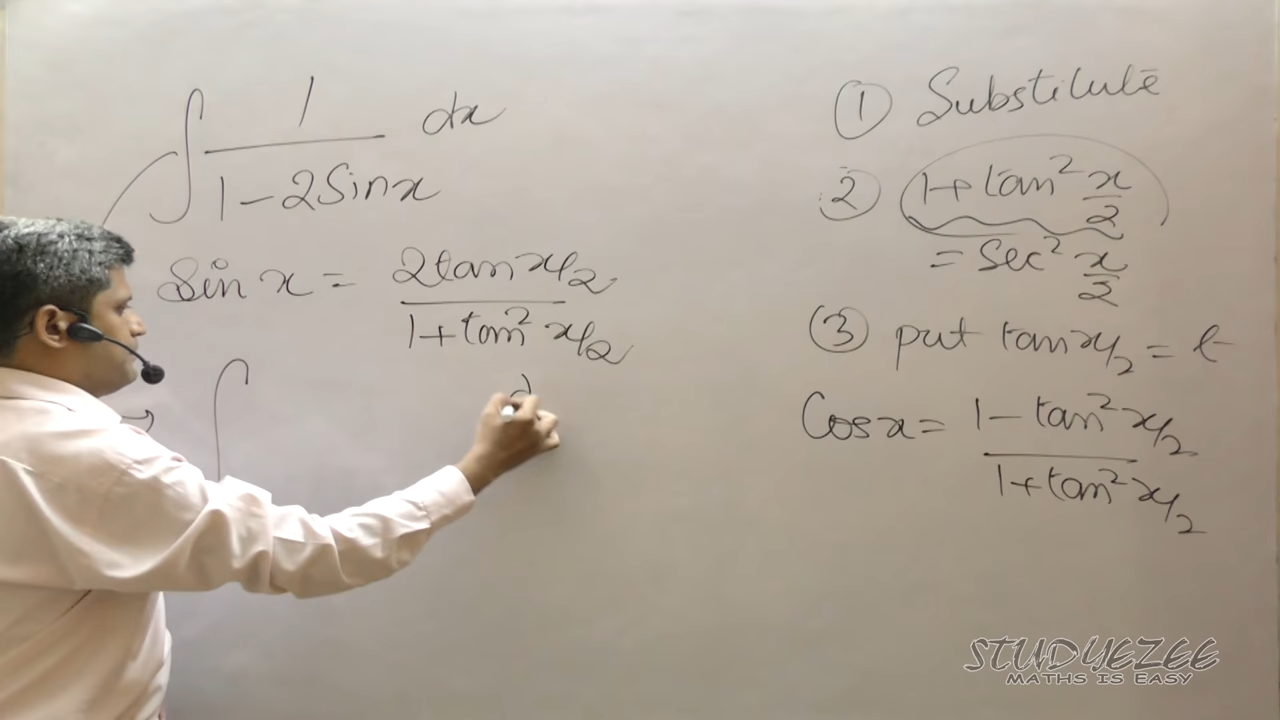 ∫ 1/(1-2Sinx) dx
Sin x = 2tan x/2 / (1+tan² x/2)
→ ∫ d
① Substitute
② 1+tan² x/2
= Sec² x/2
③ put tan x/2 = t
Cosx = 1-tan² x/2 / (1+tan² x/2)
STUDYEZEE
MATHS IS EASY